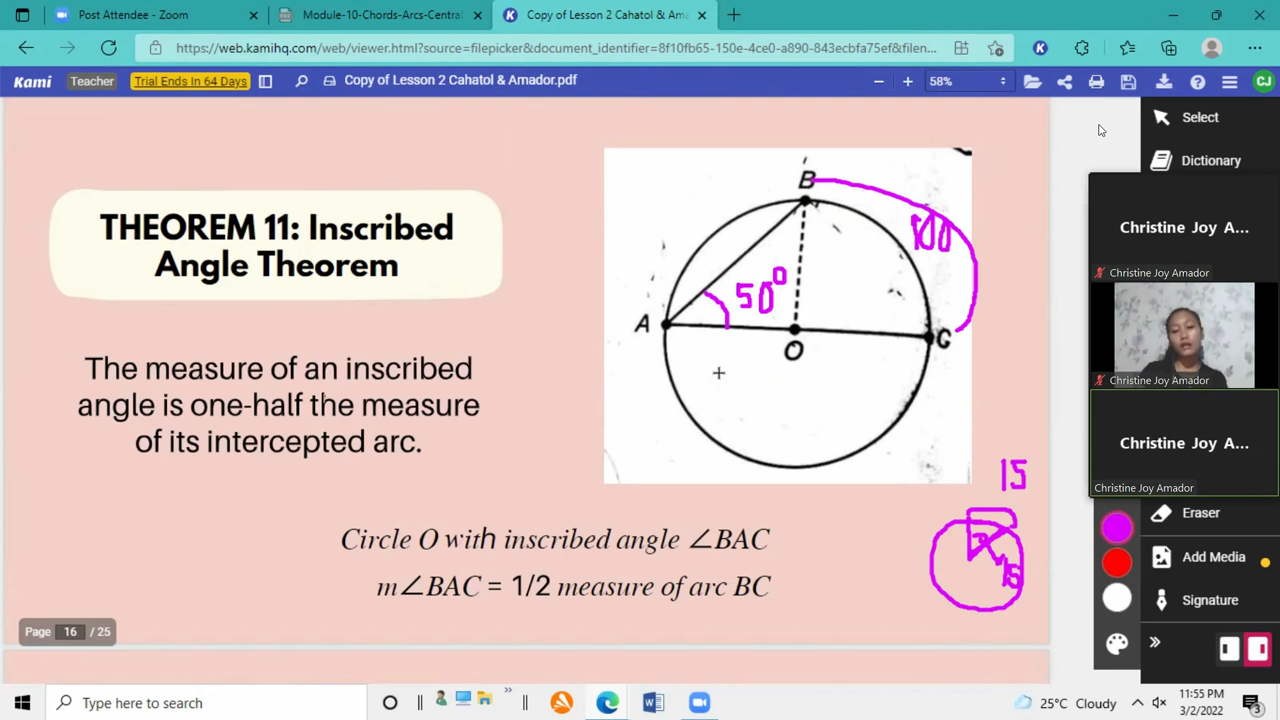 Post Attendee - Zoom
Module-10-Chords-Arcs-Central
Copy of Lesson 2 Cahatol & Ama
https://web.kamihq.com/web/viewer.html?source=filepicker&document_identifier=8f10fb65-150e-4ce0-a890-843ecbfa75ef&filen...
Kami
Teacher
Trial Ends In 64 Days
Copy of Lesson 2 Cahatol & Amador.pdf
58%
CJ
Select
Dictionary
THEOREM 11: Inscribed
Angle Theorem
The measure of an inscribed
angle is one-half the measure
of its intercepted arc.
B
100
50°
A
O
C
15
15
Circle O with inscribed angle ∠BAC
m∠BAC = 1/2 measure of arc BC
Christine Joy A...
Christine Joy Amador
Christine Joy Amador
Christine Joy A...
Christine Joy Amador
Eraser
Add Media
Signature
Page 16 / 25
Type here to search
25°C Cloudy
11:55 PM
3/2/2022
3